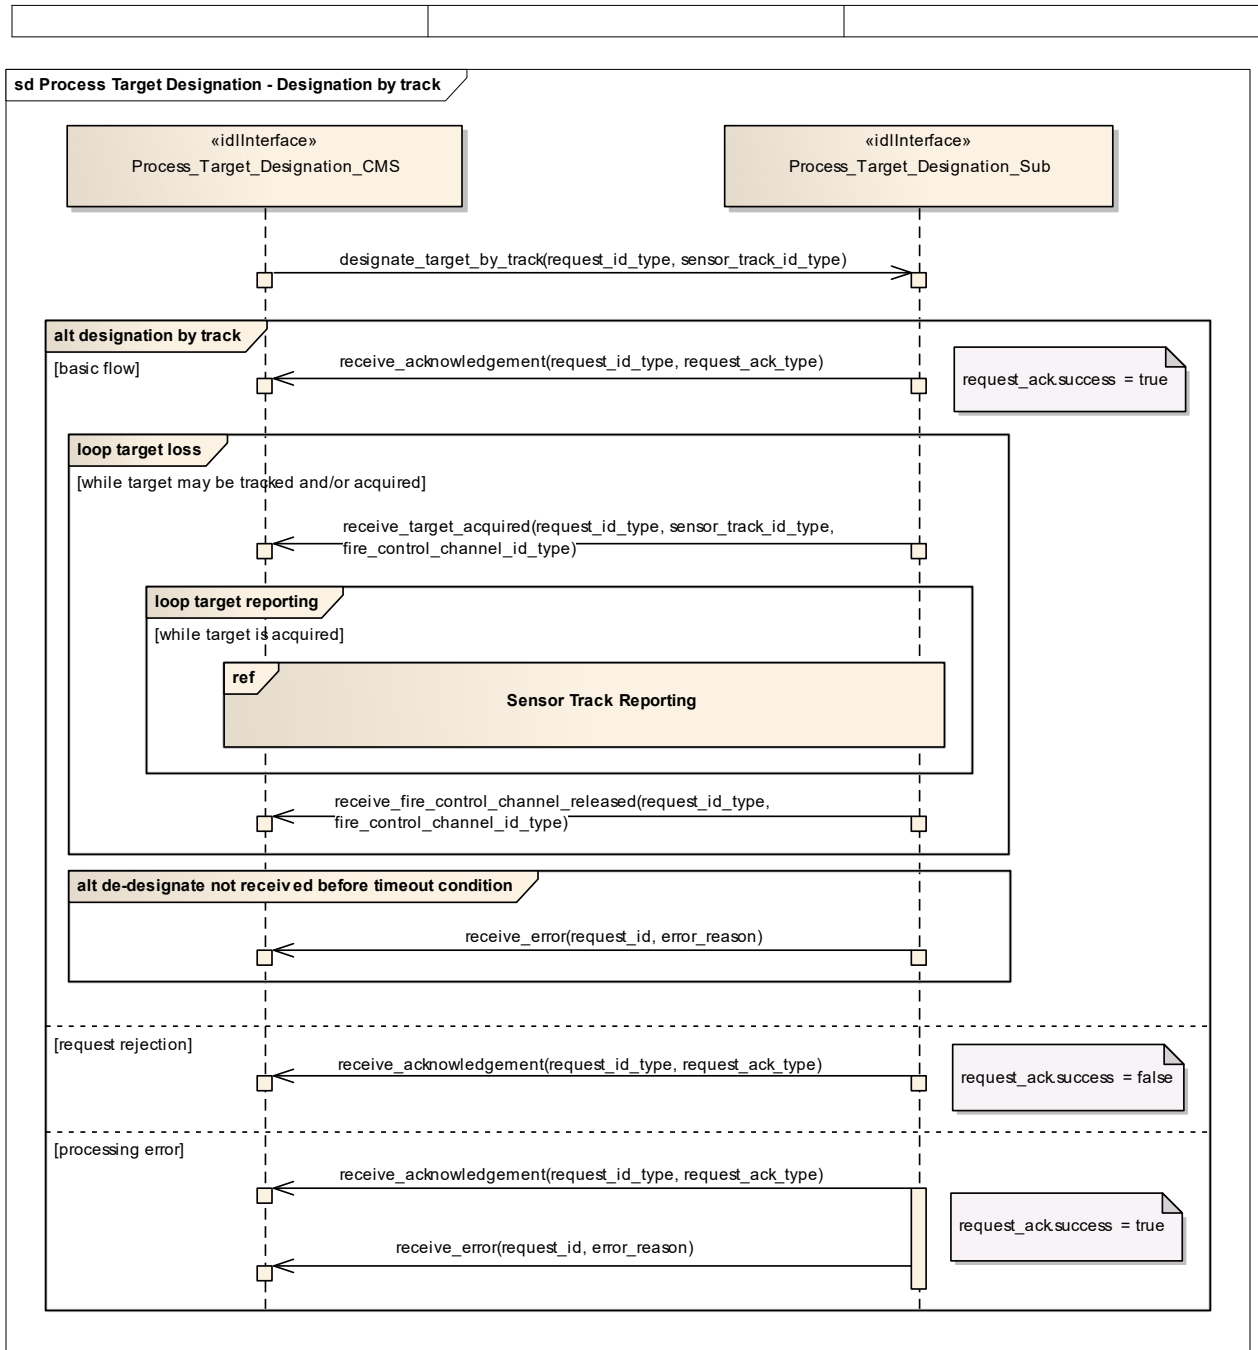 sd Process Target Designation - Designation by track
«idlInterface»
Process_Target_Designation_CMS
«idlInterface»
Process_Target_Designation_Sub
designate_target_by_track(request_id_type, sensor_track_id_type)
alt designation by track
[basic flow]
receive_acknowledgement(request_id_type, request_ack_type)
request_ack.success = true
loop target loss
[while target may be tracked and/or acquired]
receive_target_acquired(request_id_type, sensor_track_id_type,
fire_control_channel_id_type)
loop target reporting
[while target is acquired]
ref
Sensor Track Reporting
receive_fire_control_channel_released(request_id_type,
fire_control_channel_id_type)
alt de-designate not received before timeout condition
receive_error(request_id, error_reason)
[request rejection]
receive_acknowledgement(request_id_type, request_ack_type)
request_ack.success = false
[processing error]
receive_acknowledgement(request_id_type, request_ack_type)
request_ack.success = true
receive_error(request_id, error_reason)